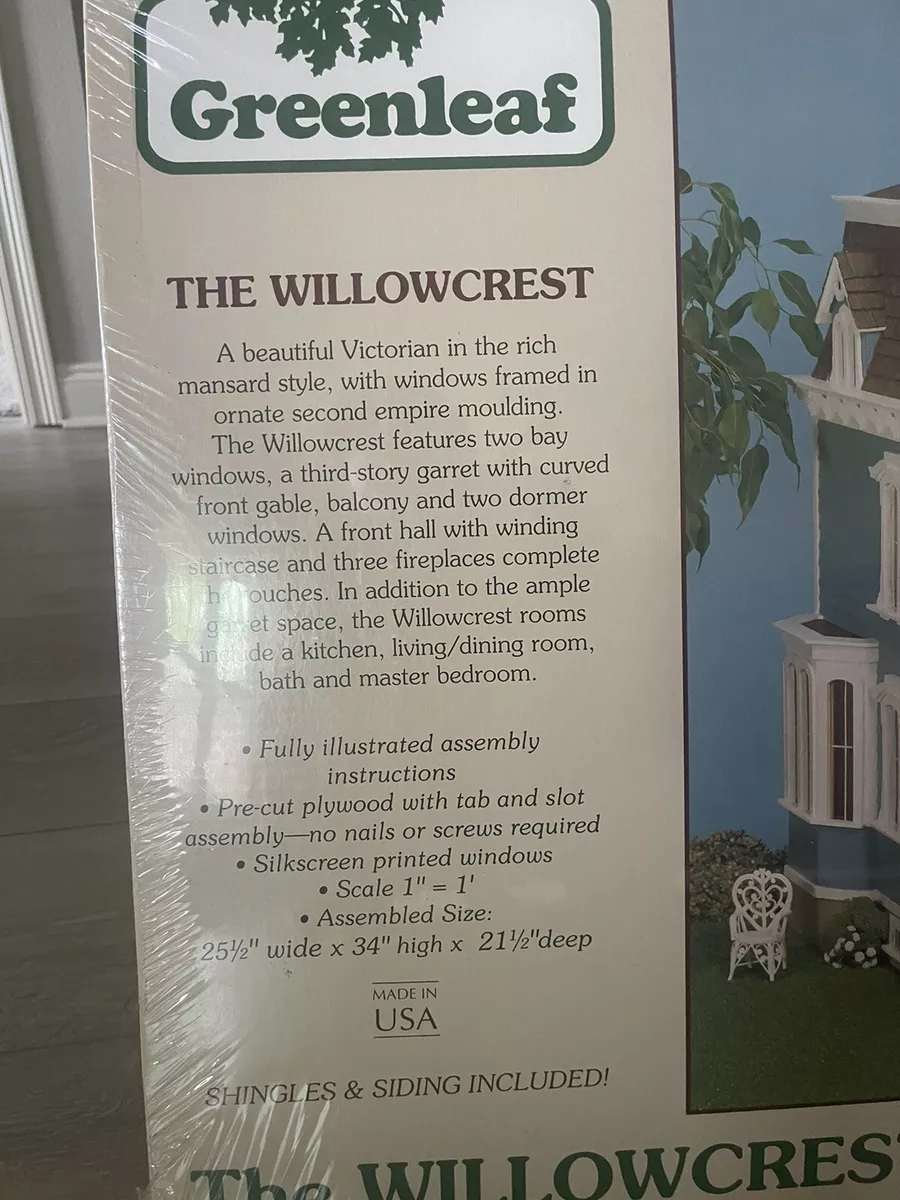 Greenleaf
THE WILLOWCREST
A beautiful Victorian in the rich
mansard style, with windows framed in
ornate second empire moulding.
The Willowcrest features two bay
windows, a third-story garret with curved
front gable, balcony and two dormer
windows. A front hall with winding
staircase and three fireplaces complete
touches. In addition to the ample
garret space, the Willowcrest rooms
include a kitchen, living/dining room,
bath and master bedroom.
• Fully illustrated assembly
instructions
• Pre-cut plywood with tab and slot
assembly—no nails or screws required
• Silkscreen printed windows
• Scale 1" = 1'
• Assembled Size:
25½" wide x 34" high x 21½"deep
MADE IN
USA
SHINGLES & SIDING INCLUDED!
The WILLOWCRES